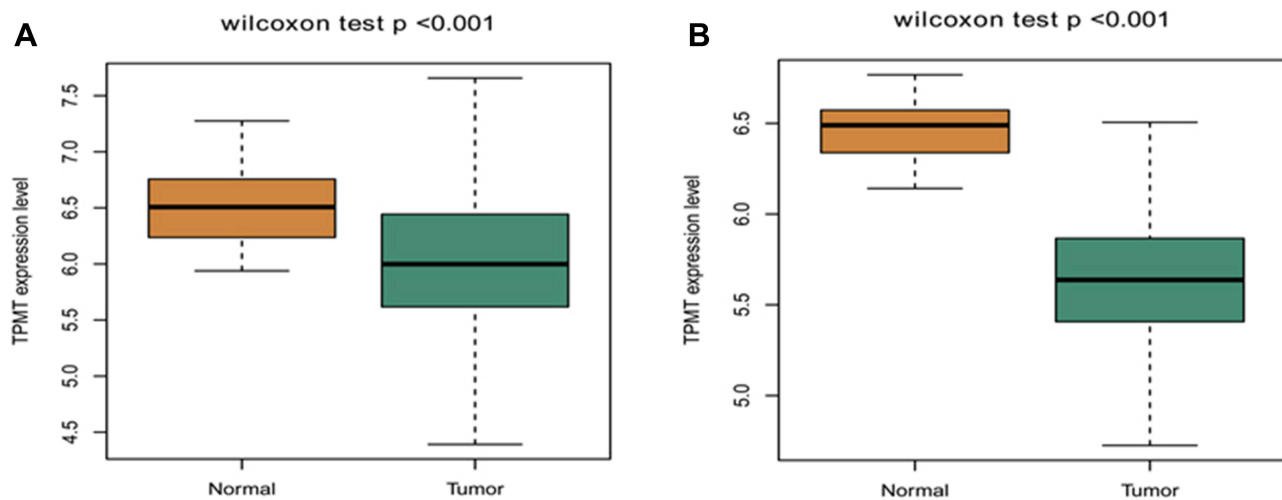 A
wilcoxon test p <0.001
TPMT expression level
7.5
7.0
6.5
6.0
5.5
5.0
4.5
Normal Tumor
B
wilcoxon test p <0.001
TPMT expression level
6.5
6.0
5.5
5.0
Normal Tumor